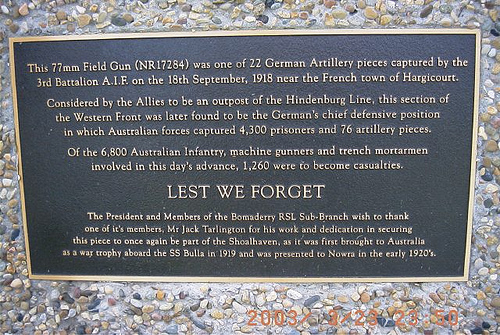 This 77mm Field Gun (NR17284) was one of 22 German Artillery pieces captured by the
3rd Battalion A.I.F. on the 18th September, 1918 near the French town of Hargicourt.
Considered by the Allies to be an outpost of the Hindenburg Line, this section of
the Western Front was later found to be the German's chief defensive position
in which Australian forces captured 4,300 prisoners and 76 artillery pieces.
Of the 6,800 Australian Infantry, machine gunners and trench mortarmen
involved in this day's advance, 1,260 were to become casualties.
LEST WE FORGET
The President and Members of the Bomaderry RSL Sub-Branch wish to thank
one of it's members, Mr Jack Tarlington for his work and dedication in securing
this piece to once again be part of the Shoalhaven, as it was first brought to Australia
as a war trophy aboard the SS Bulla in 1919 and was presented to Nowra in the early 1920's.
2003/ 9/25 23:50